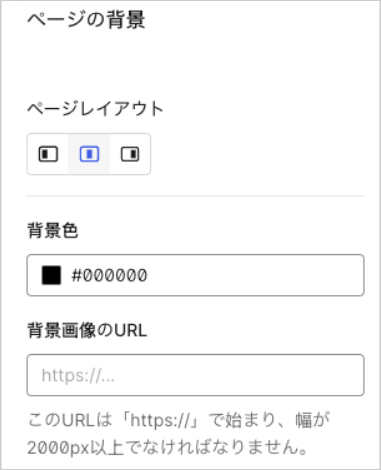 ページの背景
ページレイアウト
背景色
#000000
背景画像のURL
https://...
このURLは「https://」で始まり、幅が
2000px以上でなければなりません。